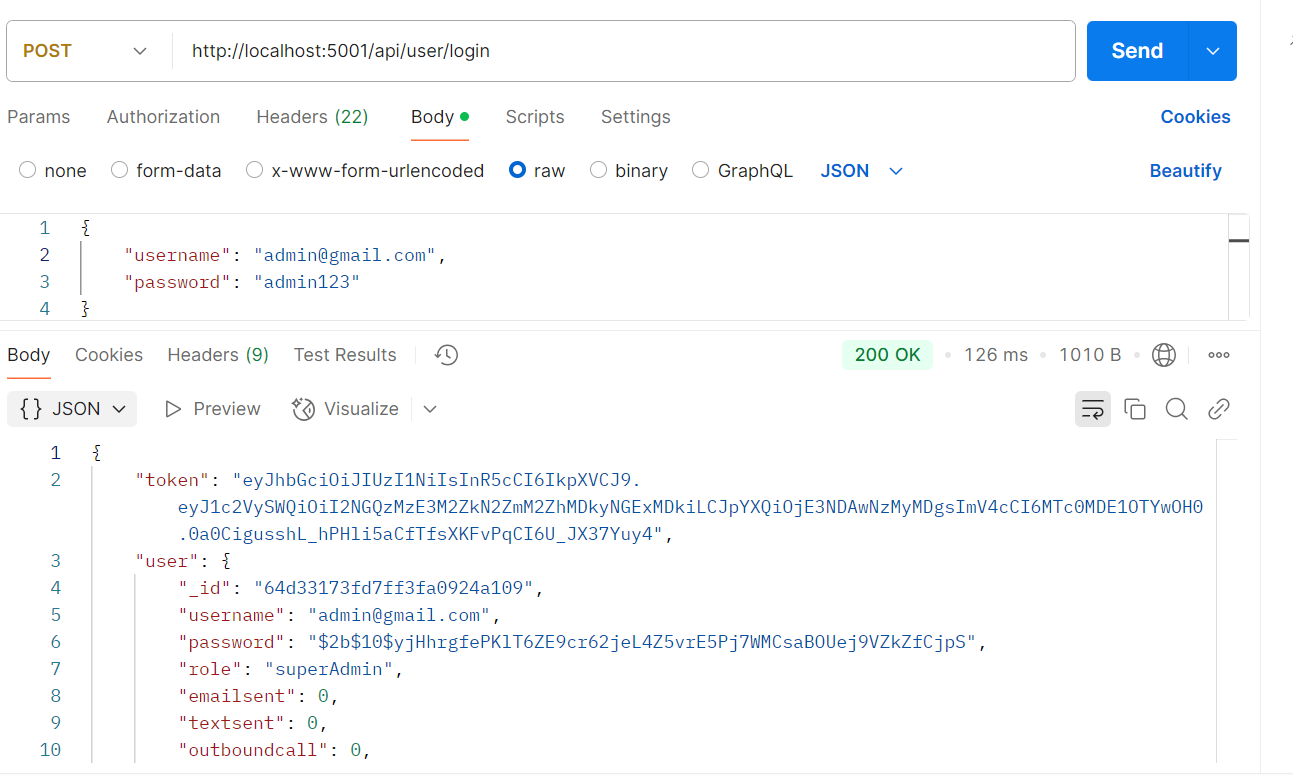 POST http://localhost:5001/api/user/login Send
Params Authorization Headers (22) Body Scripts Settings Cookies
none form-data x-www-form-urlencoded raw binary GraphQL JSON Beautify
1 {
2 "username": "admin@gmail.com",
3 "password": "admin123"
4 }
Body Cookies Headers (9) Test Results 200 OK 126 ms 1010 B
{} JSON Preview Visualize
1 {
2 "token": "eyJhbGciOiJIUzI1NiIsInR5cCI6IkpXVCJ9.
eyJ1c2VySWQiOiI2NGQzMzE3M2ZkN2ZmM2ZhMDkyNGExMDkiLCJpYXQiOjE3NDAwNzMyMDgsImV4cCI6MTc0MDE1OTYwOH0
.0a0CigusshL_hPHli5aCfTfsXKFvPqCI6U_JX37Yuy4",
3 "user": {
4 "_id": "64d33173fd7ff3fa0924a109",
5 "username": "admin@gmail.com",
6 "password": "$2b$10$yjHhrgfePKlT6ZE9cr62jeL4Z5vrE5Pj7WMCsaBOUej9VZkZfCjpS",
7 "role": "superAdmin",
8 "emailsent": 0,
9 "textsent": 0,
10 "outboundcall": 0,